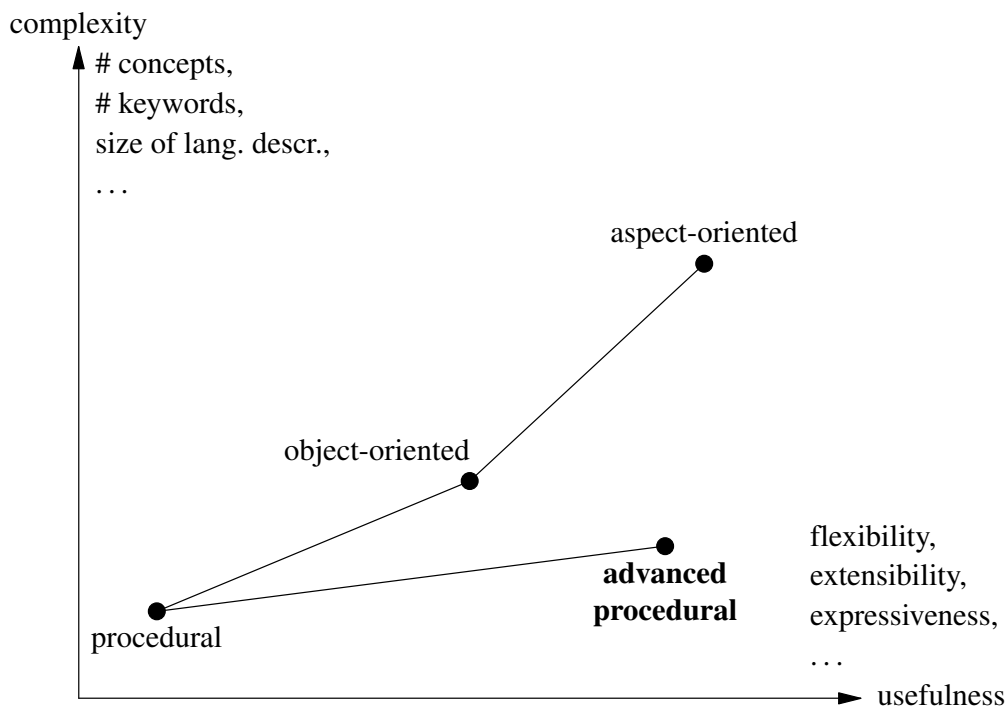 complexity
# concepts,
# keywords,
size of lang. descr.,
. . .
aspect-oriented
object-oriented
advanced
procedural
procedural
flexibility,
extensibility,
expressiveness,
. . .
usefulness